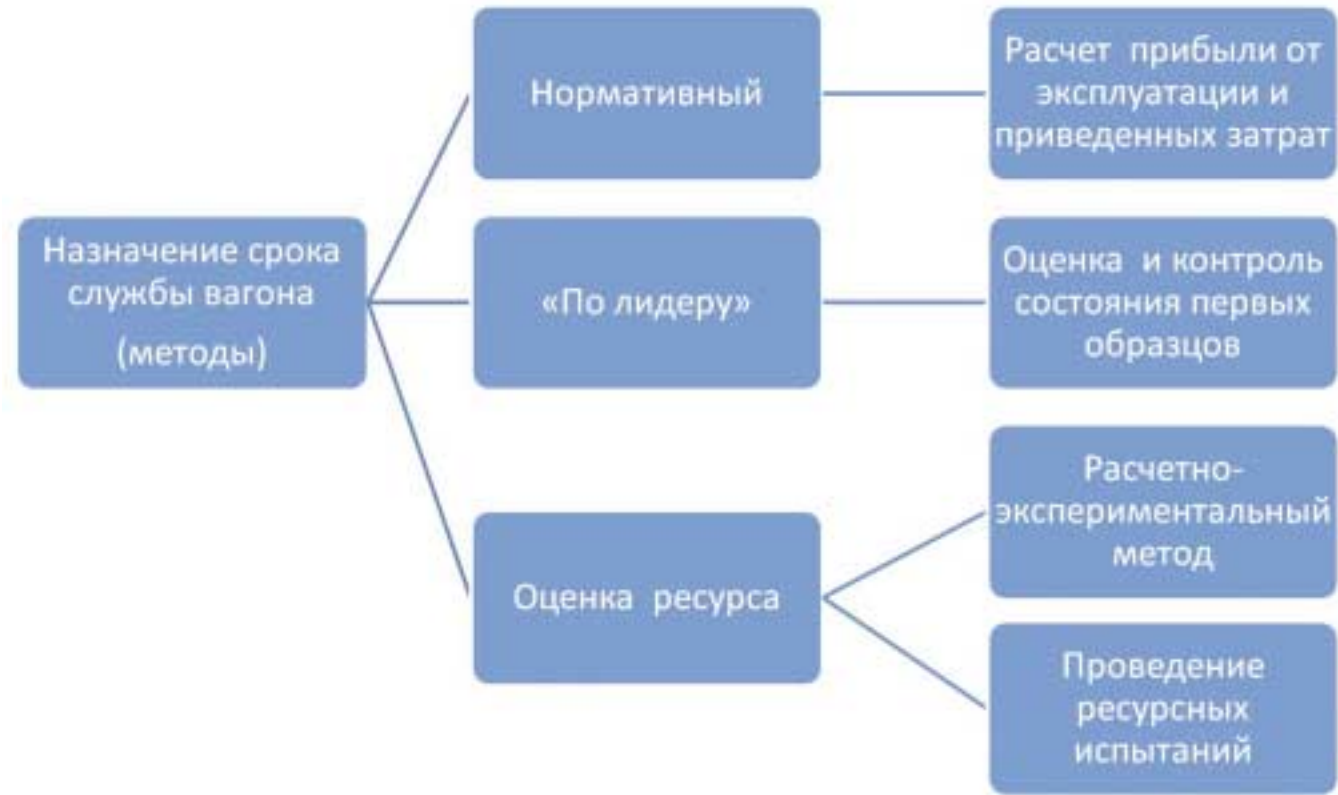 Назначение срока
службы вагона
(методы)
Нормативный
Расчет прибыли от
эксплуатации и
приведенных затрат
«По лидеру»
Оценка и контроль
состояния первых
образцов
Оценка ресурса
Расчетно-
экспериментальный
метод
Проведение
ресурсных
испытаний